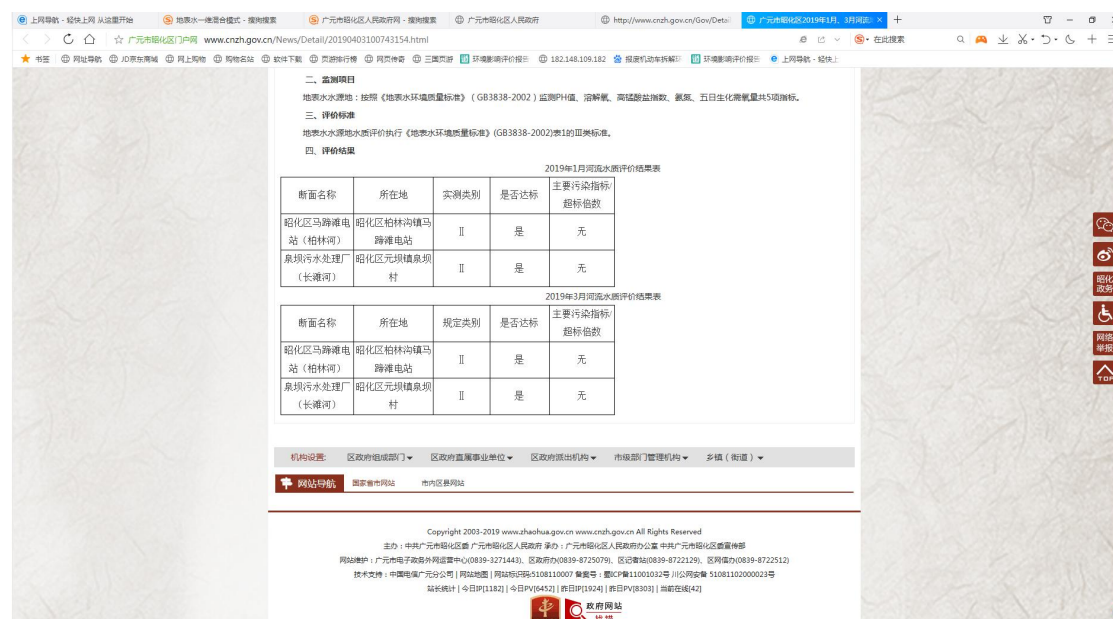 上网导航 - 轻快上网 从这里开始
地表水一维混合模式 - 搜狗搜索
广元市昭化区人民政府网 - 搜狗搜索
广元市昭化区人民政府
http://www.cnzh.gov.cn/Gov/Detai
广元市昭化区2019年1月、3月河流
广元市昭化区门户网 www.cnzh.gov.cn/News/Detail/20190403100743154.html
在此搜索
书签 网址导航 JD京东商城 网上购物 购物名站 软件下载 页游排行榜 网页传奇 三国页游 环境影响评价报告 182.148.109.182 报废机动车拆解环 环境影响评价报告 上网导航 - 轻快上
二、监测项目
地表水水源地：按照《地表水环境质量标准》（GB3838-2002）监测PH值、溶解氧、高锰酸盐指数、氨氮、五日生化需氧量共5项指标。
三、评价标准
地表水水源地水质评价执行《地表水环境质量标准》(GB3838-2002)表1的III类标准。
四、评价结果
2019年1月河流水质评价结果表
断面名称 所在地 实测类别 是否达标 主要污染指标/超标倍数
昭化区马蹄滩电站（柏林河） 昭化区柏林沟镇马蹄滩电站 Ⅱ 是 无
泉坝污水处理厂（长滩河） 昭化区元坝镇泉坝村 Ⅱ 是 无
2019年3月河流水质评价结果表
断面名称 所在地 规定类别 是否达标 主要污染指标/超标倍数
昭化区马蹄滩电站（柏林河） 昭化区柏林沟镇马蹄滩电站 Ⅱ 是 无
泉坝污水处理厂（长滩河） 昭化区元坝镇泉坝村 Ⅱ 是 无
昭化
政务
网络
举报
TOP
机构设置: 区政府组成部门 区政府直属事业单位 区政府派出机构 市级部门管理机构 乡镇（街道）
网站导航 国家省市网站 市内区县网站
Copyright 2003-2019 www.zhaohua.gov.cn www.cnzh.gov.cn All Rights Reserved
主办：中共广元市昭化区委 广元市昭化区人民政府 承办：广元市昭化区人民政府办公室 中共广元市昭化区委宣传部
网站维护：广元市电子政务外网运营中心(0839-3271443)、区政府办(0839-8725079)、区记者站(0839-8722129)、区网信办(0839-8722512)
技术支持：中国电信广元分公司 | 网站地图 | 网站标识码:5108110007 备案号：蜀ICP备11001032号 川公网安备 51081102000023号
站长统计 | 今日IP[1182] | 今日PV[6452] | 昨日IP[1924] | 昨日PV[8303] | 当前在线[42]
政府网站
找错